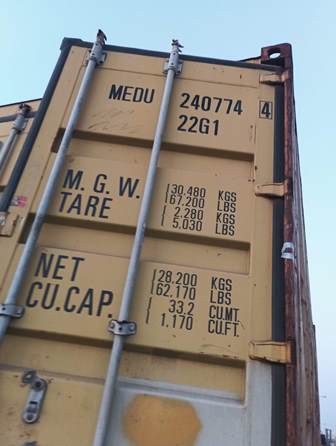 MEDU 240774 4
22G1
M.G.W. 30.480 KGS
67.200 LBS
TARE 2.280 KGS
5.030 LBS
NET 28.200 KGS
62.170 LBS
CU.CAP. 33.2 CU.MT.
1.170 CU.FT.